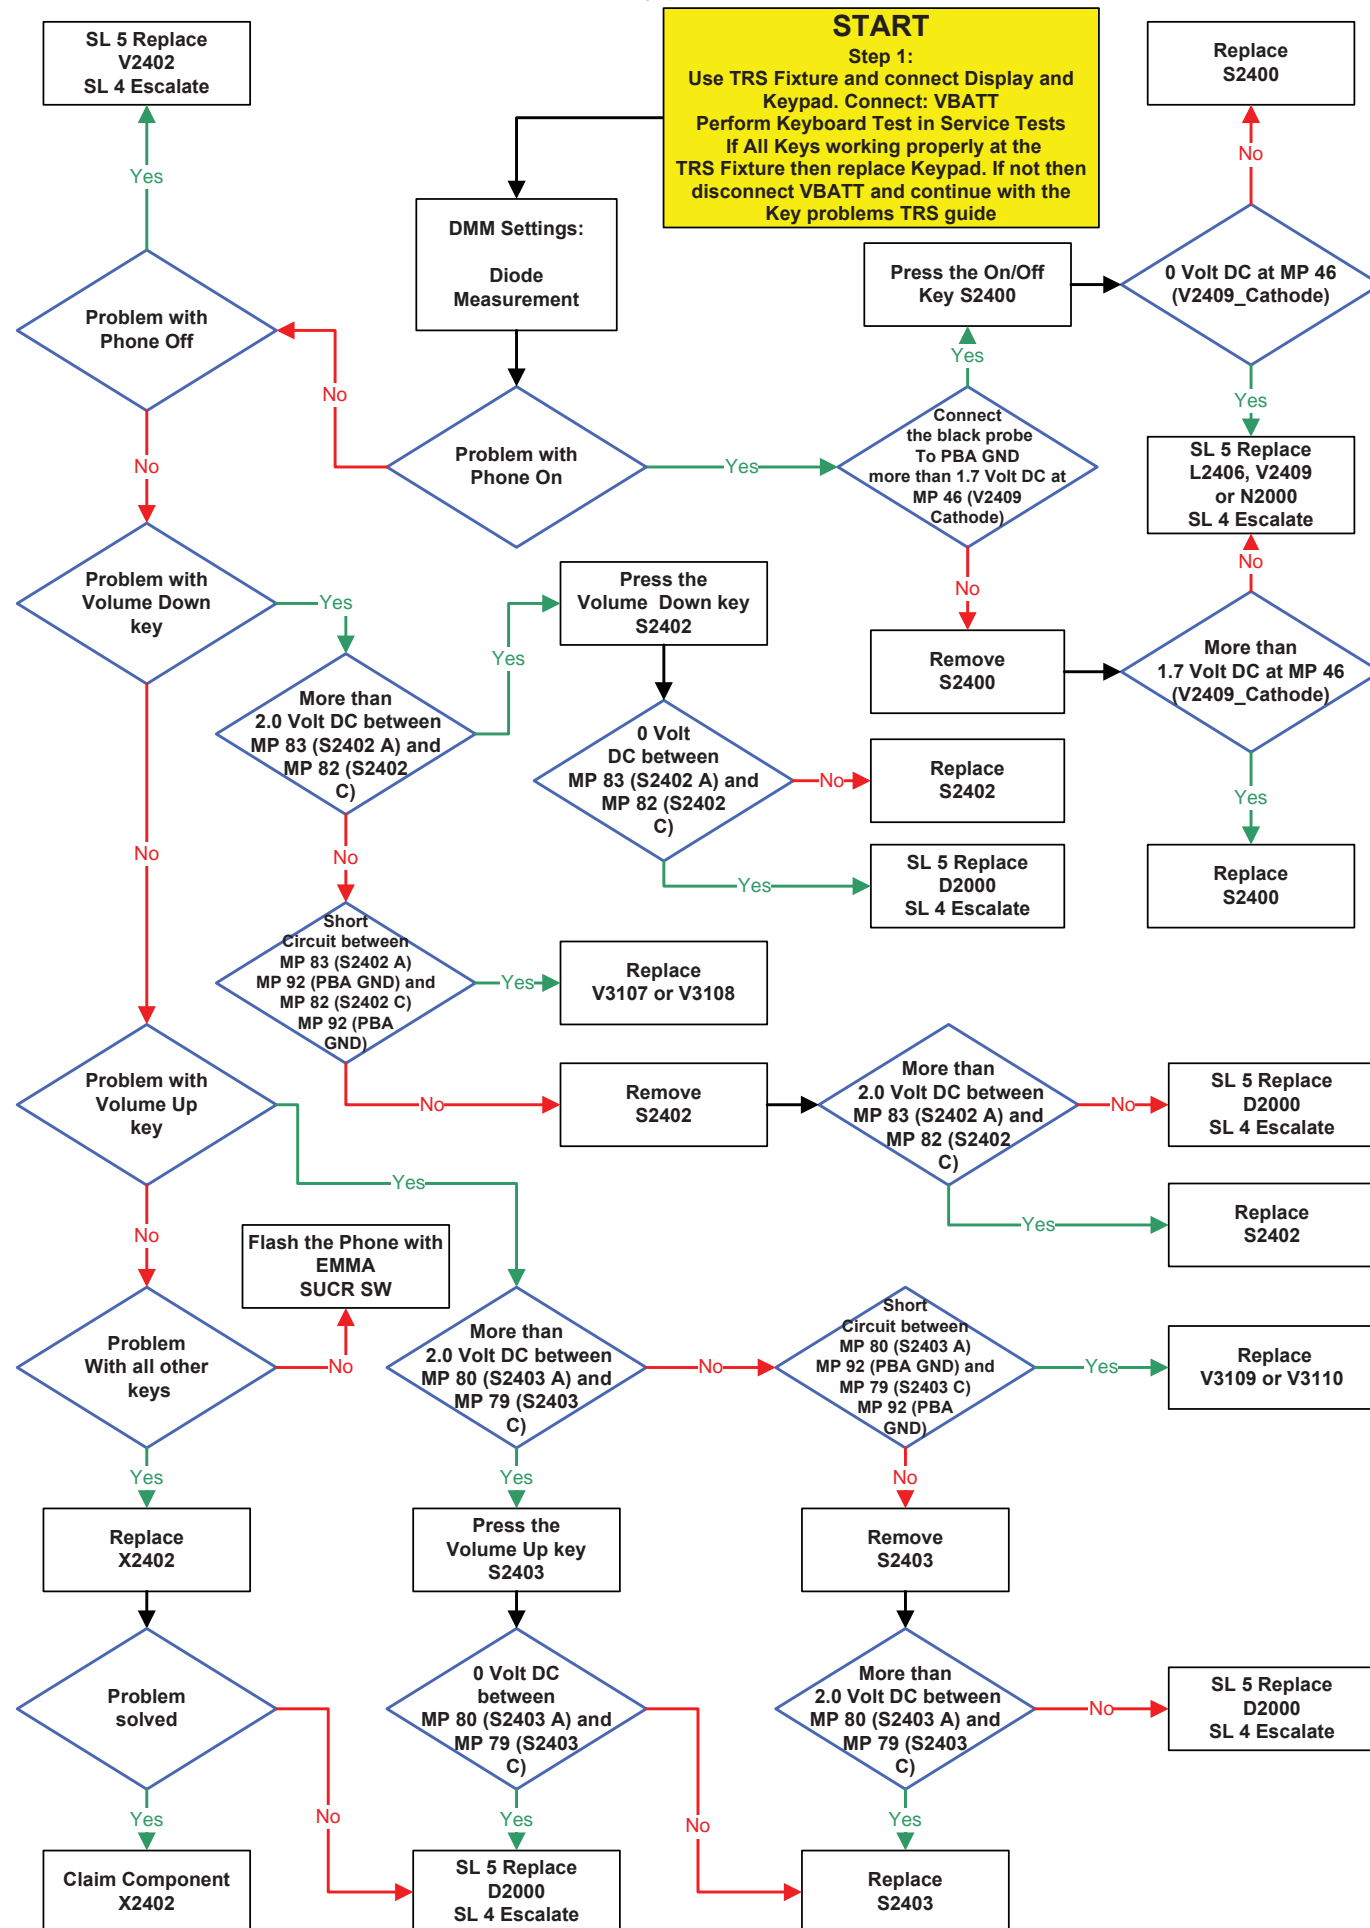 START
Step 1:
Use TRS Fixture and connect Display and
Keypad. Connect: VBATT
Perform Keyboard Test in Service Tests
If All Keys working properly at the
TRS Fixture then replace Keypad. If not then
disconnect VBATT and continue with the
Key problems TRS guide
SL 5 Replace
V2402
SL 4 Escalate
Replace
S2400
Yes
No
DMM Settings:
Diode
Measurement
Problem with
Phone Off
Press the On/Off
Key S2400
0 Volt DC at MP 46
(V2409_Cathode)
No
Yes
Yes
Problem with
Phone On
Yes
Connect
the black probe
To PBA GND
more than 1.7 Volt DC at
MP 46 (V2409
Cathode)
SL 5 Replace
L2406, V2409
or N2000
SL 4 Escalate
No
No
No
Problem with
Volume Down
key
Yes
Press the
Volume  Down key
S2402
Yes
Remove
S2400
More than
1.7 Volt DC at MP 46
(V2409_Cathode)
More than
2.0 Volt DC between
MP 83 (S2402 A) and
MP 82 (S2402
C)
0 Volt
DC between
MP 83 (S2402 A) and
MP 82 (S2402
C)
No
Replace
S2402
Yes
No
No
Yes
SL 5 Replace
D2000
SL 4 Escalate
Replace
S2400
Short
Circuit between
MP 83 (S2402 A)
MP 92 (PBA GND) and
MP 82 (S2402 C)
MP 92 (PBA
GND)
Yes
Replace
V3107 or V3108
Problem with
Volume Up
key
No
Remove
S2402
More than
2.0 Volt DC between
MP 83 (S2402 A) and
MP 82 (S2402
C)
No
SL 5 Replace
D2000
SL 4 Escalate
Yes
Yes
Replace
S2402
No
Flash the Phone with
EMMA
SUCR SW
Problem
With all other
keys
No
More than
2.0 Volt DC between
MP 80 (S2403 A) and
MP 79 (S2403
C)
No
Short
Circuit between
MP 80 (S2403 A)
MP 92 (PBA GND) and
MP 79 (S2403 C)
MP 92 (PBA
GND)
Yes
Replace
V3109 or V3110
Yes
Yes
No
Replace
X2402
Press the
Volume Up key
S2403
Remove
S2403
Problem
solved
0 Volt DC
between
MP 80 (S2403 A) and
MP 79 (S2403
C)
More than
2.0 Volt DC between
MP 80 (S2403 A) and
MP 79 (S2403
C)
No
SL 5 Replace
D2000
SL 4 Escalate
Yes
No
Yes
No
Yes
Claim Component
X2402
SL 5 Replace
D2000
SL 4 Escalate
Replace
S2403